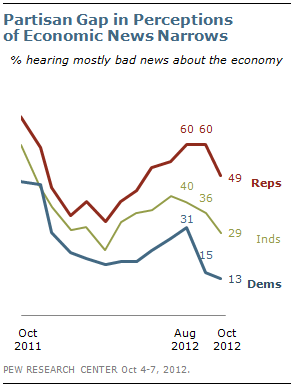 Partisan Gap in Perceptions
of Economic News Narrows
% hearing mostly bad news about the economy
60 60
49 Reps
40
36
31
29 Inds
15
13 Dems
Oct
2011
Aug
2012
Oct
2012
PEW RESEARCH CENTER Oct 4-7, 2012.